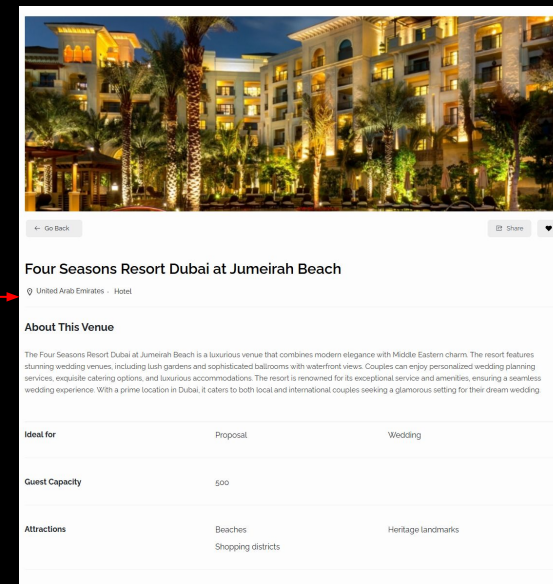 ← Go Back
Share
Four Seasons Resort Dubai at Jumeirah Beach
United Arab Emirates - Hotel
About This Venue
The Four Seasons Resort Dubai at Jumeirah Beach is a luxurious venue that combines modern elegance with Middle Eastern charm. The resort features
stunning wedding venues, including lush gardens and sophisticated ballrooms with waterfront views. Couples can enjoy personalized wedding planning
services, exquisite catering options, and luxurious accommodations. The resort is renowned for its exceptional service and amenities, ensuring a seamless
wedding experience. With a prime location in Dubai, it caters to both local and international couples seeking a glamorous setting for their dream wedding.
Ideal for Proposal Wedding
Guest Capacity 500
Attractions Beaches Heritage landmarks
Shopping districts